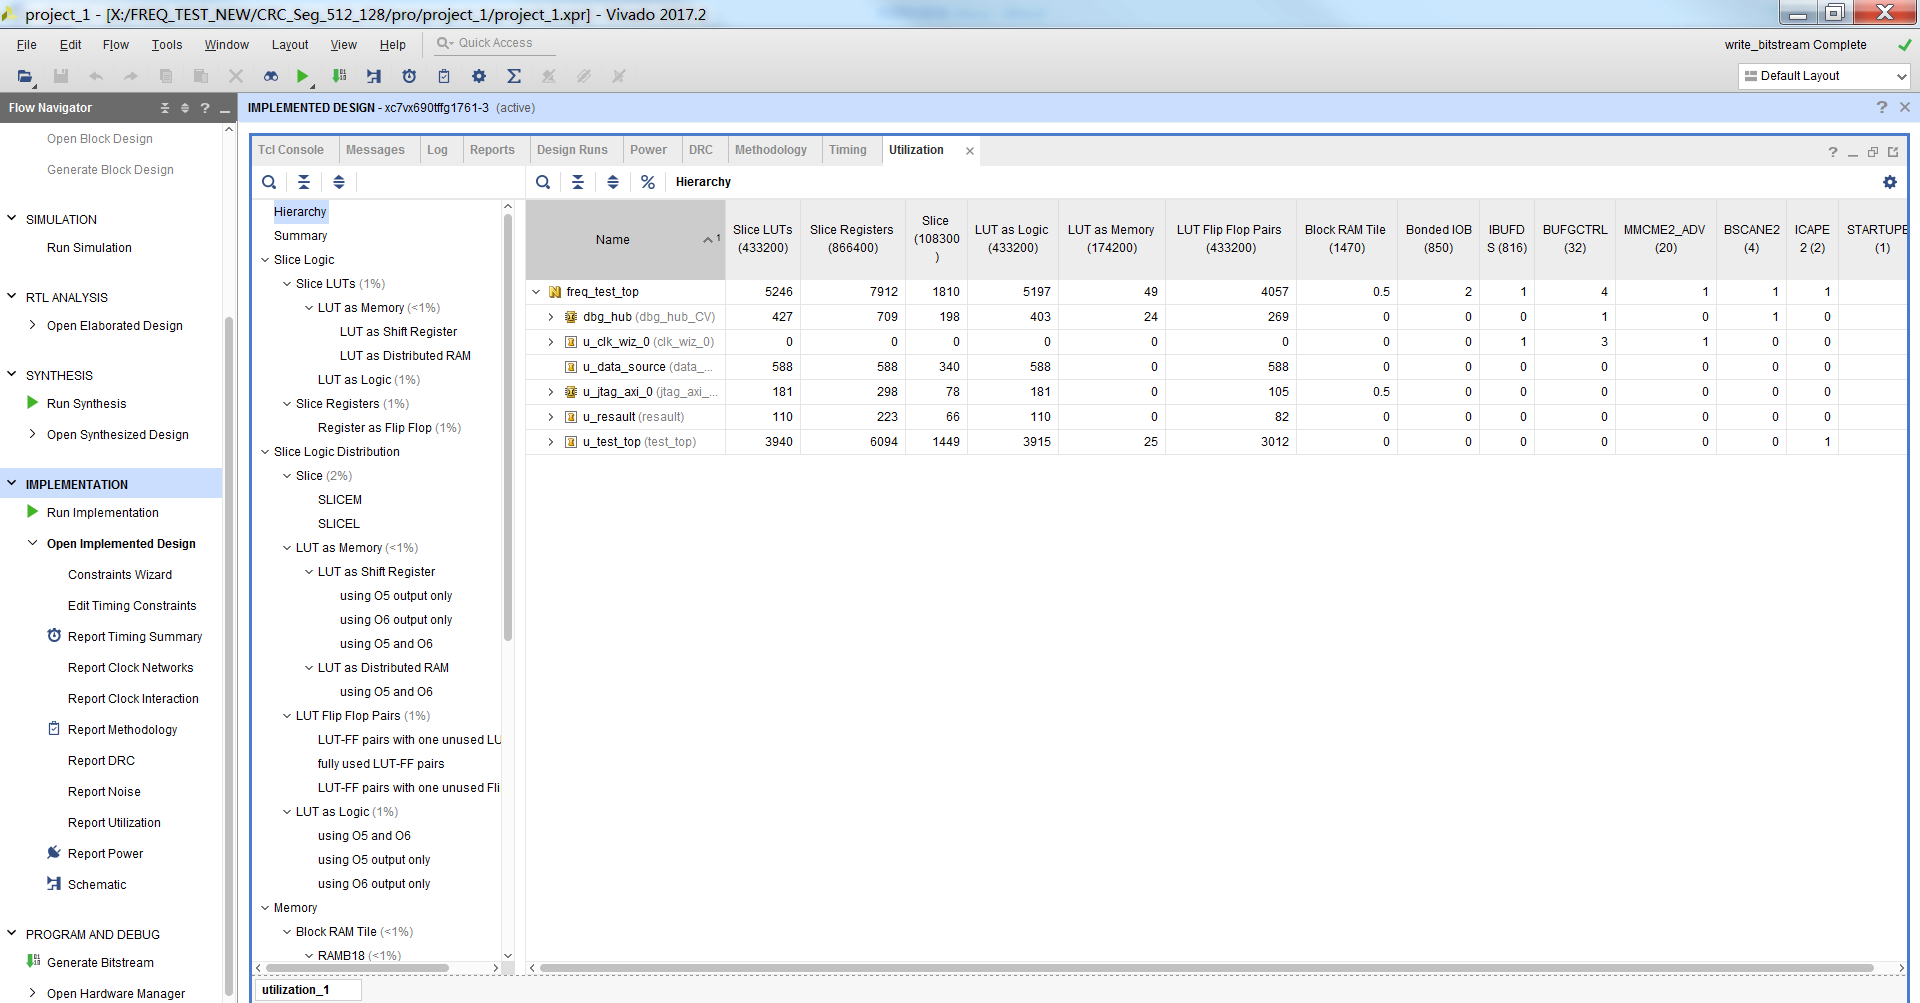 project_1 - [X:/FREQ_TEST_NEW/CRC_Seg_512_128/pro/project_1/project_1.xpr] - Vivado 2017.2
File Edit Flow Tools Window Layout View Help Quick Access
write_bitstream Complete
Default Layout
Flow Navigator
IMPLEMENTED DESIGN - xc7vx690tffg1761-3 (active)
Open Block Design
Generate Block Design
SIMULATION
Run Simulation
RTL ANALYSIS
Open Elaborated Design
SYNTHESIS
Run Synthesis
Open Synthesized Design
IMPLEMENTATION
Run Implementation
Open Implemented Design
Constraints Wizard
Edit Timing Constraints
Report Timing Summary
Report Clock Networks
Report Clock Interaction
Report Methodology
Report DRC
Report Noise
Report Utilization
Report Power
Schematic
PROGRAM AND DEBUG
Generate Bitstream
Open Hardware Manager
Tcl Console Messages Log Reports Design Runs Power DRC Methodology Timing Utilization
Hierarchy
Summary
Slice Logic
Slice LUTs (1%)
LUT as Memory (<1%)
LUT as Shift Register
LUT as Distributed RAM
LUT as Logic (1%)
Slice Registers (1%)
Register as Flip Flop (1%)
Slice Logic Distribution
Slice (2%)
SLICEM
SLICEL
LUT as Memory (<1%)
LUT as Shift Register
using O5 output only
using O6 output only
using O5 and O6
LUT as Distributed RAM
using O5 and O6
LUT Flip Flop Pairs (1%)
LUT-FF pairs with one unused LU
fully used LUT-FF pairs
LUT-FF pairs with one unused Fli
LUT as Logic (1%)
using O5 and O6
using O5 output only
using O6 output only
Memory
Block RAM Tile (<1%)
RAMB18 (<1%)
% Hierarchy
Name 1 Slice LUTs (433200) Slice Registers (866400) Slice (108300 ) LUT as Logic (433200) LUT as Memory (174200) LUT Flip Flop Pairs (433200) Block RAM Tile (1470) Bonded IOB (850) IBUFD S (816) BUFGCTRL (32) MMCME2_ADV (20) BSCANE2 (4) ICAPE 2 (2) STARTUPE (1)
freq_test_top 5246 7912 1810 5197 49 4057 0.5 2 1 4 1 1 1
dbg_hub (dbg_hub_CV) 427 709 198 403 24 269 0 0 0 1 0 1 0
u_clk_wiz_0 (clk_wiz_0) 0 0 0 0 0 0 0 0 1 3 1 0 0
u_data_source (data_... 588 588 340 588 0 588 0 0 0 0 0 0 0
u_jtag_axi_0 (jtag_axi_... 181 298 78 181 0 105 0.5 0 0 0 0 0 0
u_resault (resault) 110 223 66 110 0 82 0 0 0 0 0 0 0
u_test_top (test_top) 3940 6094 1449 3915 25 3012 0 0 0 0 0 0 1
utilization_1